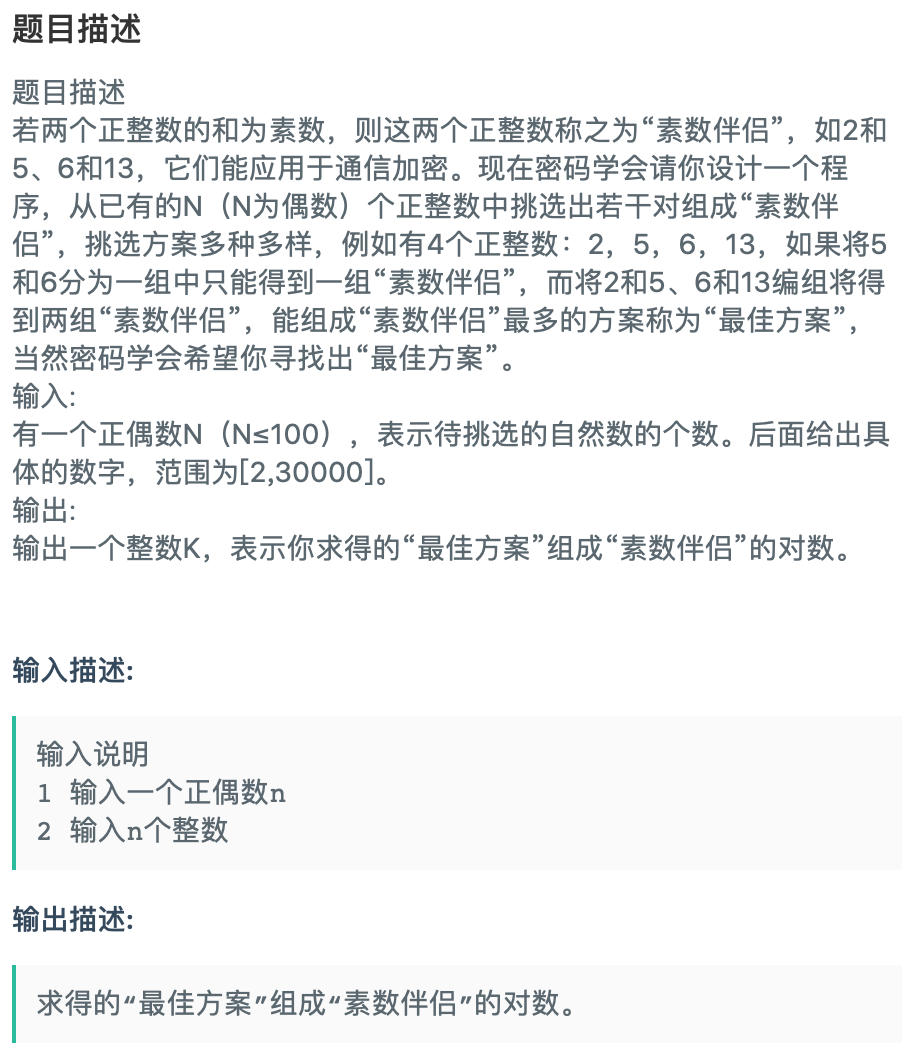 题目描述
题目描述
若两个正整数的和为素数，则这两个正整数称之为“素数伴侣”，如2和
5、6和13，它们能应用于通信加密。现在密码学会请你设计一个程
序，从已有的N（N为偶数）个正整数中挑选出若干对组成“素数伴
侣”，挑选方案多种多样，例如有4个正整数：2，5，6，13，如果将5
和6分为一组中只能得到一组“素数伴侣”，而将2和5、6和13编组将得
到两组“素数伴侣”，能组成“素数伴侣”最多的方案称为“最佳方案”，
当然密码学会希望你寻找出“最佳方案”。
输入:
有一个正偶数N（N≤100），表示待挑选的自然数的个数。后面给出具
体的数字，范围为[2,30000]。
输出:
输出一个整数K，表示你求得的“最佳方案”组成“素数伴侣”的对数。
输入描述:
输入说明
1 输入一个正偶数n
2 输入n个整数
输出描述:
求得的“最佳方案”组成“素数伴侣”的对数。